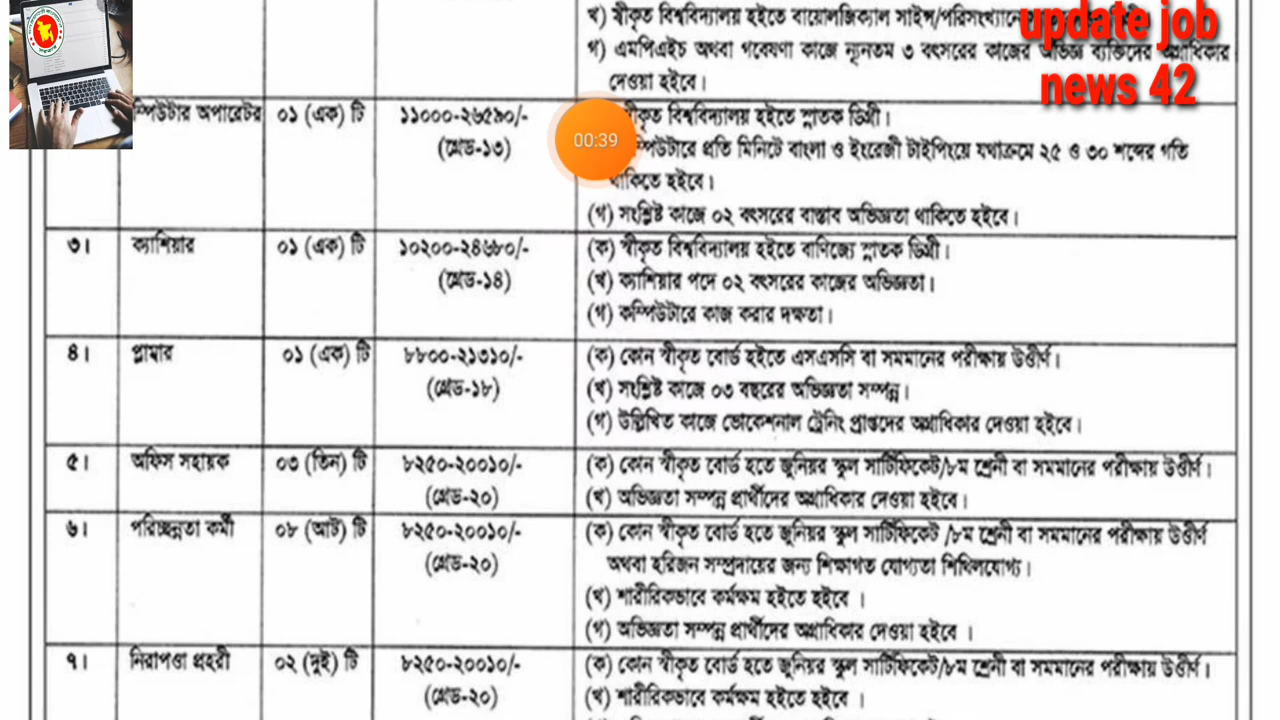 খ) স্বীকৃত বিশ্ববিদ্যালয় হইতে বায়োলজিক্যাল সাইন্স/পরিসংখ্যানে
গ) এমপিএইচ অথবা গবেষণা কাজে ন্যূনতম ৩ বৎসরের কাজের অভিজ্ঞ ব্যক্তিদের অগ্রাধিকার
দেওয়া হইবে।
update job
news 42
ম্পিউটার অপারেটর ০১ (এক) টি ১১০০০-২৬৫৯০/- ীকৃত বিশ্ববিদ্যালয় হইতে স্নাতক ডিগ্রী।
(গ্রেড-১৩) ম্পিউটারে প্রতি মিনিটে বাংলা ও ইংরেজী টাইপিংয়ে যথাক্রমে ২৫ ও ৩০ শব্দের গতি
00:39
থাকিতে হইবে।
(গ) সংশ্লিষ্ট কাজে ০২ বৎসরের বাস্তাব অভিজ্ঞতা থাকিতে হইবে।
৩। ক্যাশিয়ার ০১ (এক) টি ১০২০০-২৪৬৮০/- (ক) স্বীকৃত বিশ্ববিদ্যালয় হইতে বাণিজ্যে স্নাতক ডিগ্রী।
(গ্রেড-১৪) (খ) ক্যাশিয়ার পদে ০২ বৎসরের কাজের অভিজ্ঞতা।
(গ) কম্পিউটারে কাজ করার দক্ষতা।
৪। প্লাম্বার ০১ (এক) টি ৮৮০০-২১৩১০/- (ক) কোন স্বীকৃত বোর্ড হইতে এসএসসি বা সমমানের পরীক্ষায় উত্তীর্ণ।
(গ্রেড-১৮) (খ) সংশ্লিষ্ট কাজে ০৩ বছরের অভিজ্ঞতা সম্পন্ন।
(গ) উল্লিখিত কাজে ভোকেশনাল ট্রেনিং প্রাপ্তদের অগ্রাধিকার দেওয়া হইবে।
৫। অফিস সহায়ক ০৩ (তিন) টি ৮২৫০-২০০১০/- (ক) কোন স্বীকৃত বোর্ড হতে জুনিয়র স্কুল সার্টিফিকেট/৮ম শ্রেনী বা সমমানের পরীক্ষায় উত্তীর্ণ।
(গ্রেড-২০) (খ) অভিজ্ঞতা সম্পন্ন প্রার্থীদের অগ্রাধিকার দেওয়া হইবে।
৬। পরিচ্ছন্নতা কর্মী ০৮ (আট) টি ৮২৫০-২০০১০/- (ক) কোন স্বীকৃত বোর্ড হতে জুনিয়র স্কুল সার্টিফিকেট /৮ম শ্রেনী বা সমমানের পরীক্ষায় উত্তীর্ণ
(গ্রেড-২০) অথবা হরিজন সম্প্রদায়ের জন্য শিক্ষাগত যোগ্যতা শিথিলযোগ্য।
(খ) শারীরিকভাবে কর্মক্ষম হইতে হইবে ।
(গ) অভিজ্ঞতা সম্পন্ন প্রার্থীদের অগ্রাধিকার দেওয়া হইবে ।
৭। নিরাপত্তা প্রহরী ০২ (দুই) টি ৮২৫০-২০০১০/- (ক) কোন স্বীকৃত বোর্ড হতে জুনিয়র স্কুল সার্টিফিকেট/৮ম শ্রেনী বা সমমানের পরীক্ষায় উত্তীর্ণ।
(গ্রেড-২০) (খ) শারীরিকভাবে কর্মক্ষম হইতে হইবে ।